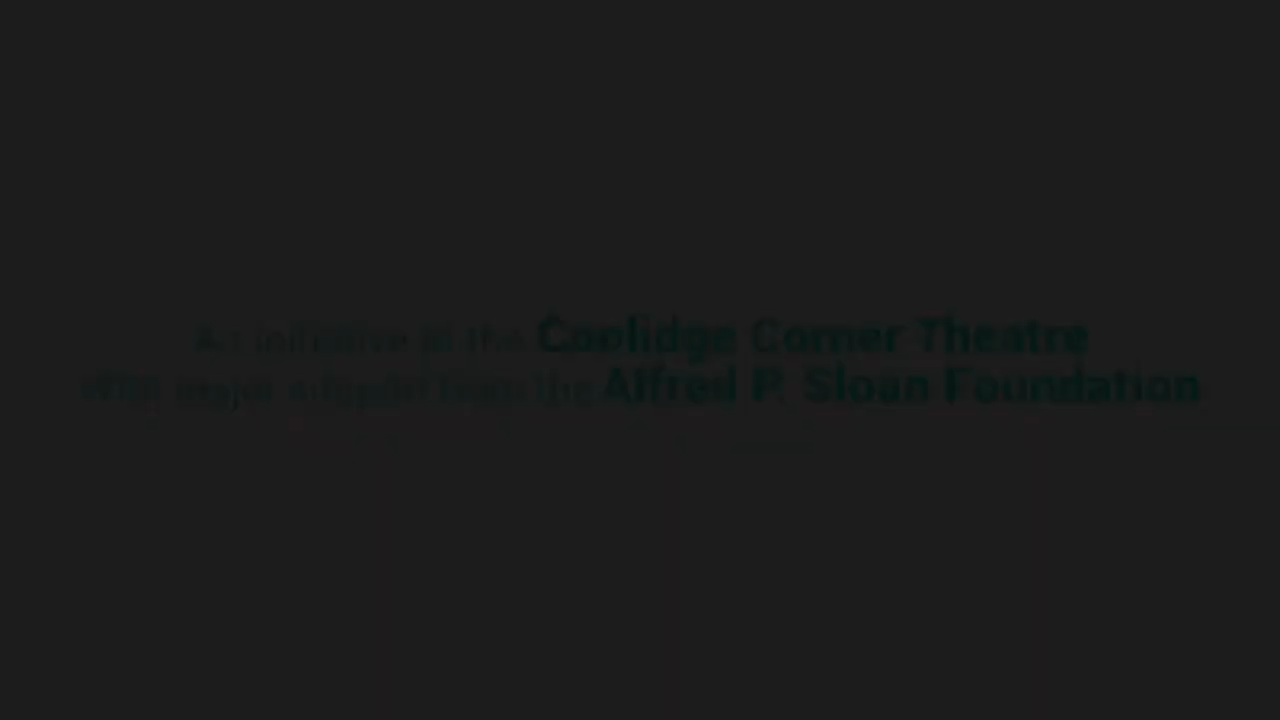 An initiative of the Coolidge Corner Theatre
With major support from the Alfred P. Sloan Foundation